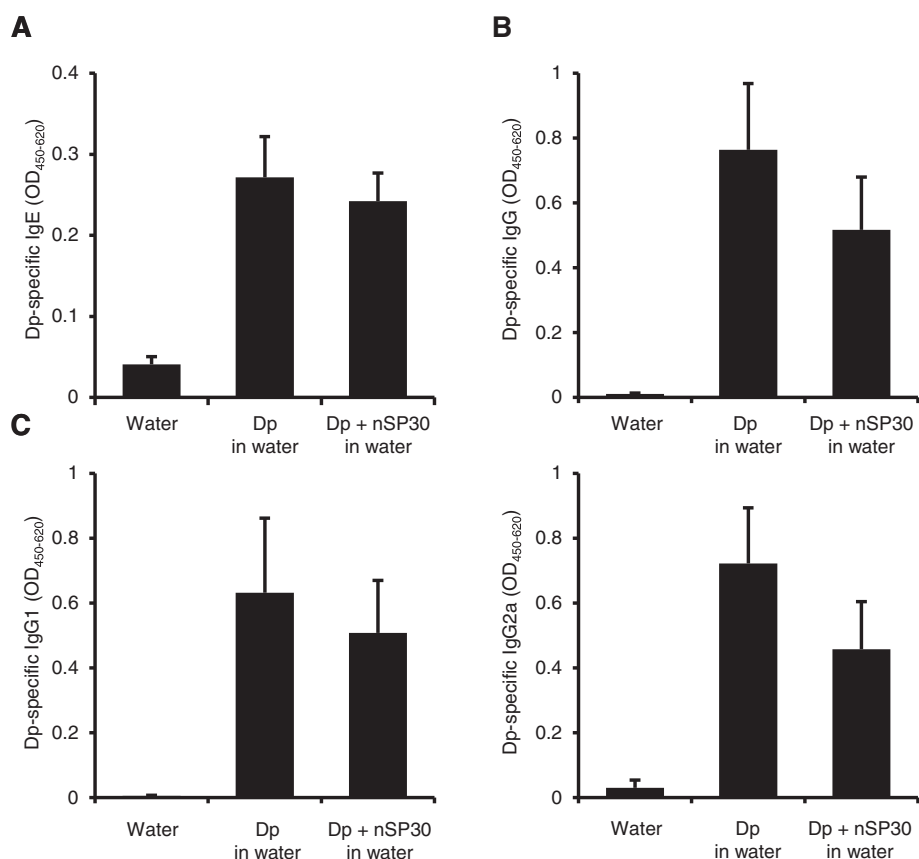 A
Dp-specific IgE (OD450-620)
0.4
0.3
0.2
0.1
0
Water
Dp
in water
Dp + nSP30
in water
B
Dp-specific IgG (OD450-620)
1
0.8
0.6
0.4
0.2
0
Water
Dp
in water
Dp + nSP30
in water
C
Dp-specific IgG1 (OD450-620)
1
0.8
0.6
0.4
0.2
0
Water
Dp
in water
Dp + nSP30
in water
Dp-specific IgG2a (OD450-620)
1
0.8
0.6
0.4
0.2
0
Water
Dp
in water
Dp + nSP30
in water